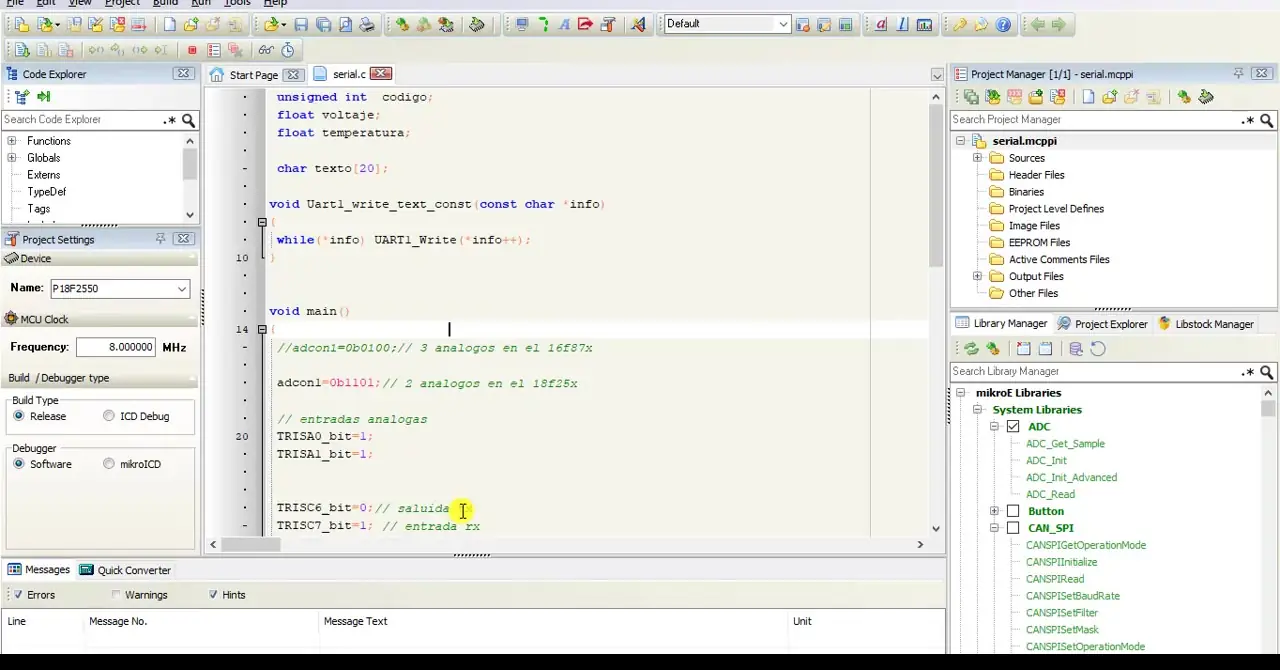 File Edit View Project Build Run Tools Help
Default
Code Explorer
Start Page
serial.c
Project Manager [1/1] - serial.mcppi
Search Code Explorer
Functions
Globals
Externs
TypeDef
Tags
Project Settings
Device
Name: P18F2550
MCU Clock
Frequency: 8.000000 MHz
Build / Debugger type
Build Type
Release ICD Debug
Debugger
Software mikroICD
unsigned int codigo;
float voltaje;
float temperatura;
char texto[20];
void Uart1_write_text_const(const char *info)
{
while(*info) UART1_Write(*info++);
10 }
void main()
14 {
//adcon1=0b0100;// 3 analogos en el 16f87x
adcon1=0b1101;// 2 analogos en el 18f25x
// entradas analogas
20 TRISA0_bit=1;
TRISA1_bit=1;
TRISC6_bit=0;// saluida
TRISC7_bit=1; // entrada rx
Search Project Manager
serial.mcppi
Sources
Header Files
Binaries
Project Level Defines
Image Files
EEPROM Files
Active Comments Files
Output Files
Other Files
Library Manager Project Explorer Libstock Manager
Search Library Manager
mikroE Libraries
System Libraries
ADC
ADC_Get_Sample
ADC_Init
ADC_Init_Advanced
ADC_Read
Button
CAN_SPI
CANSPIGetOperationMode
CANSPIInitialize
CANSPIRead
CANSPISetBaudRate
CANSPISetFilter
CANSPISetMask
CANSPISetOperationMode
Messages Quick Converter
Errors Warnings Hints
Line Message No. Message Text Unit